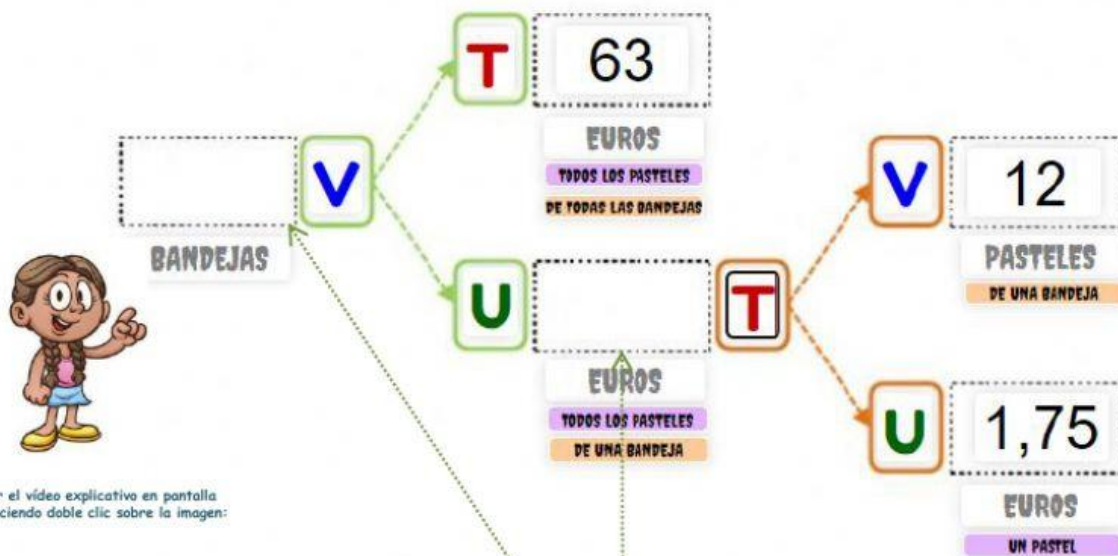 T
63
EUROS
TODOS LOS PASTELES
DE TODAS LAS BANDEJAS
V
BANDEJAS
V
12
PASTELES
DE UNA BANDEJA
U
T
EUROS
TODOS LOS PASTELES
DE UNA BANDEJA
U
1,75
EUROS
UN PASTEL
el vídeo explicativo en pantalla
doble clic sobre la imagen: